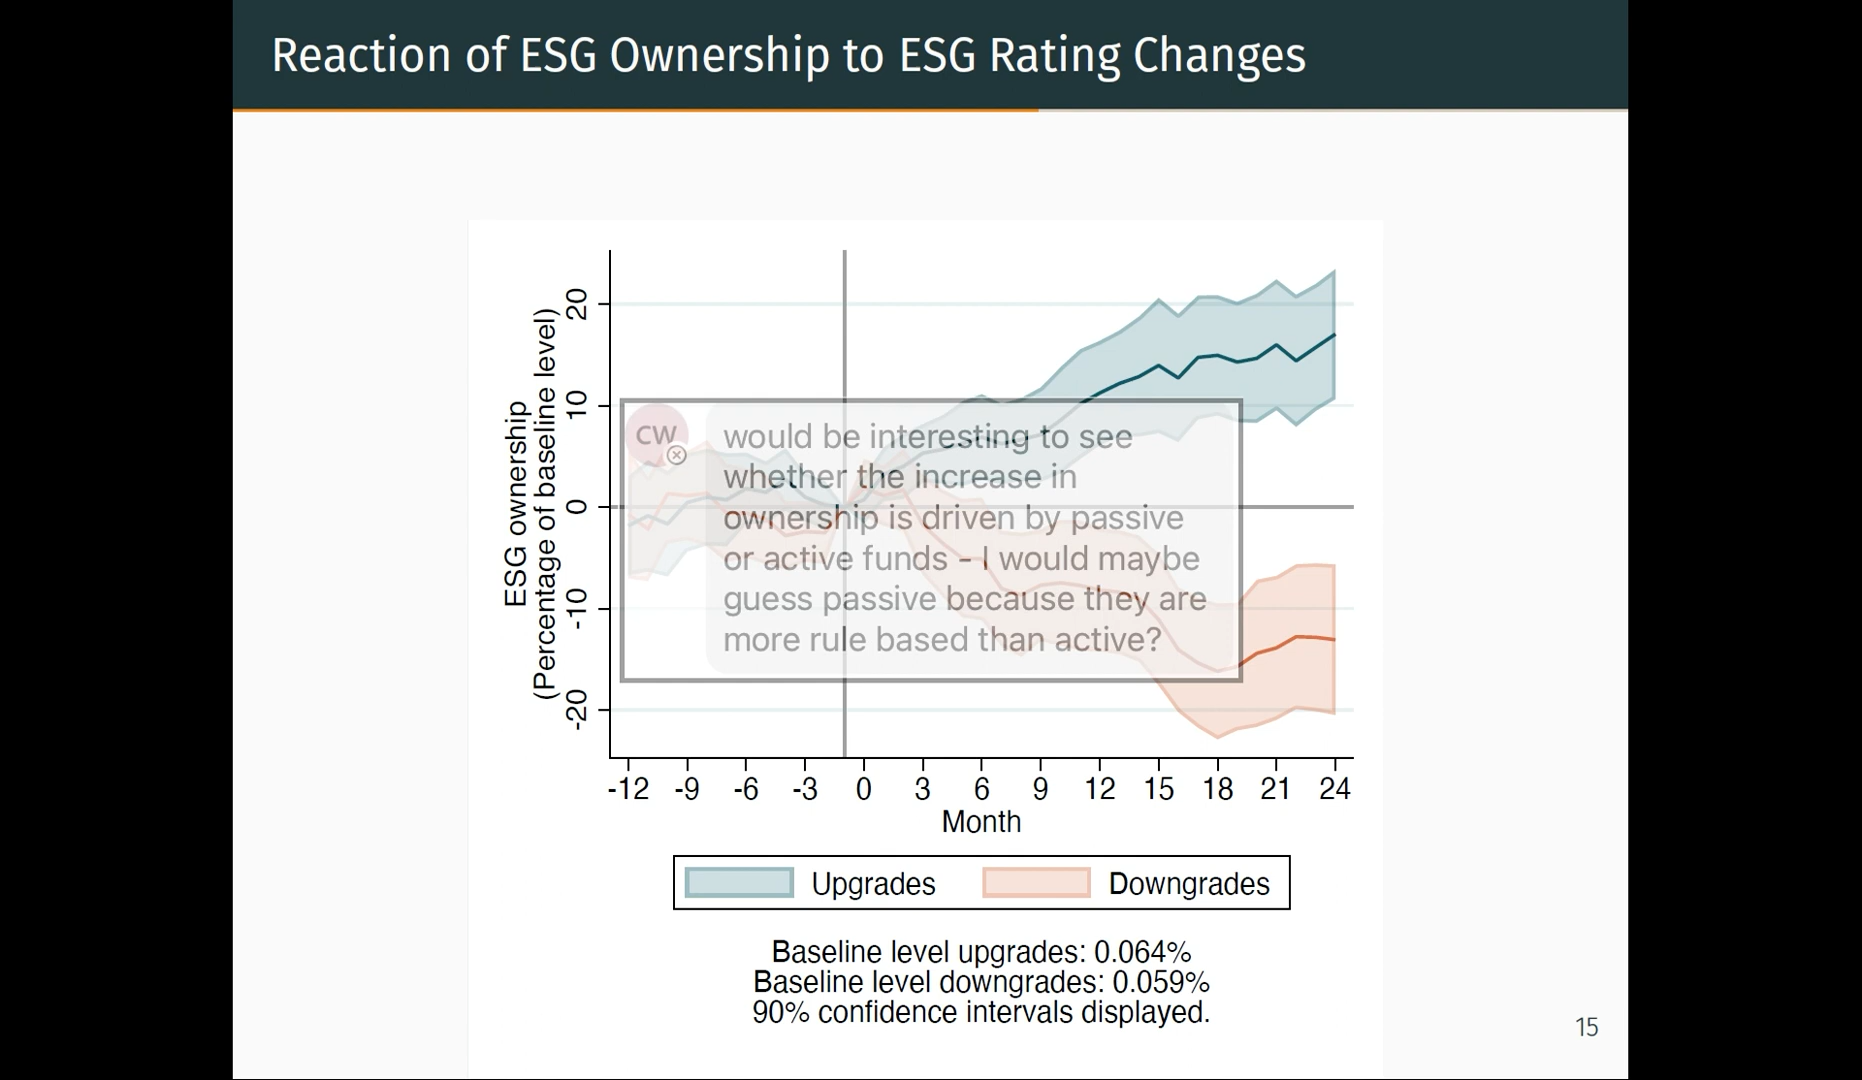 Reaction of ESG Ownership to ESG Rating Changes
ESG ownership
(Percentage of baseline level)
20
10
0
-10
-20
CW
would be interesting to see
whether the increase in
ownership is driven by passive
or active funds - I would maybe
guess passive because they are
more rule based than active?
-12 -9 -6 -3 0 3 6 9 12 15 18 21 24
Month
Upgrades Downgrades
Baseline level upgrades: 0.064%
Baseline level downgrades: 0.059%
90% confidence intervals displayed.
15